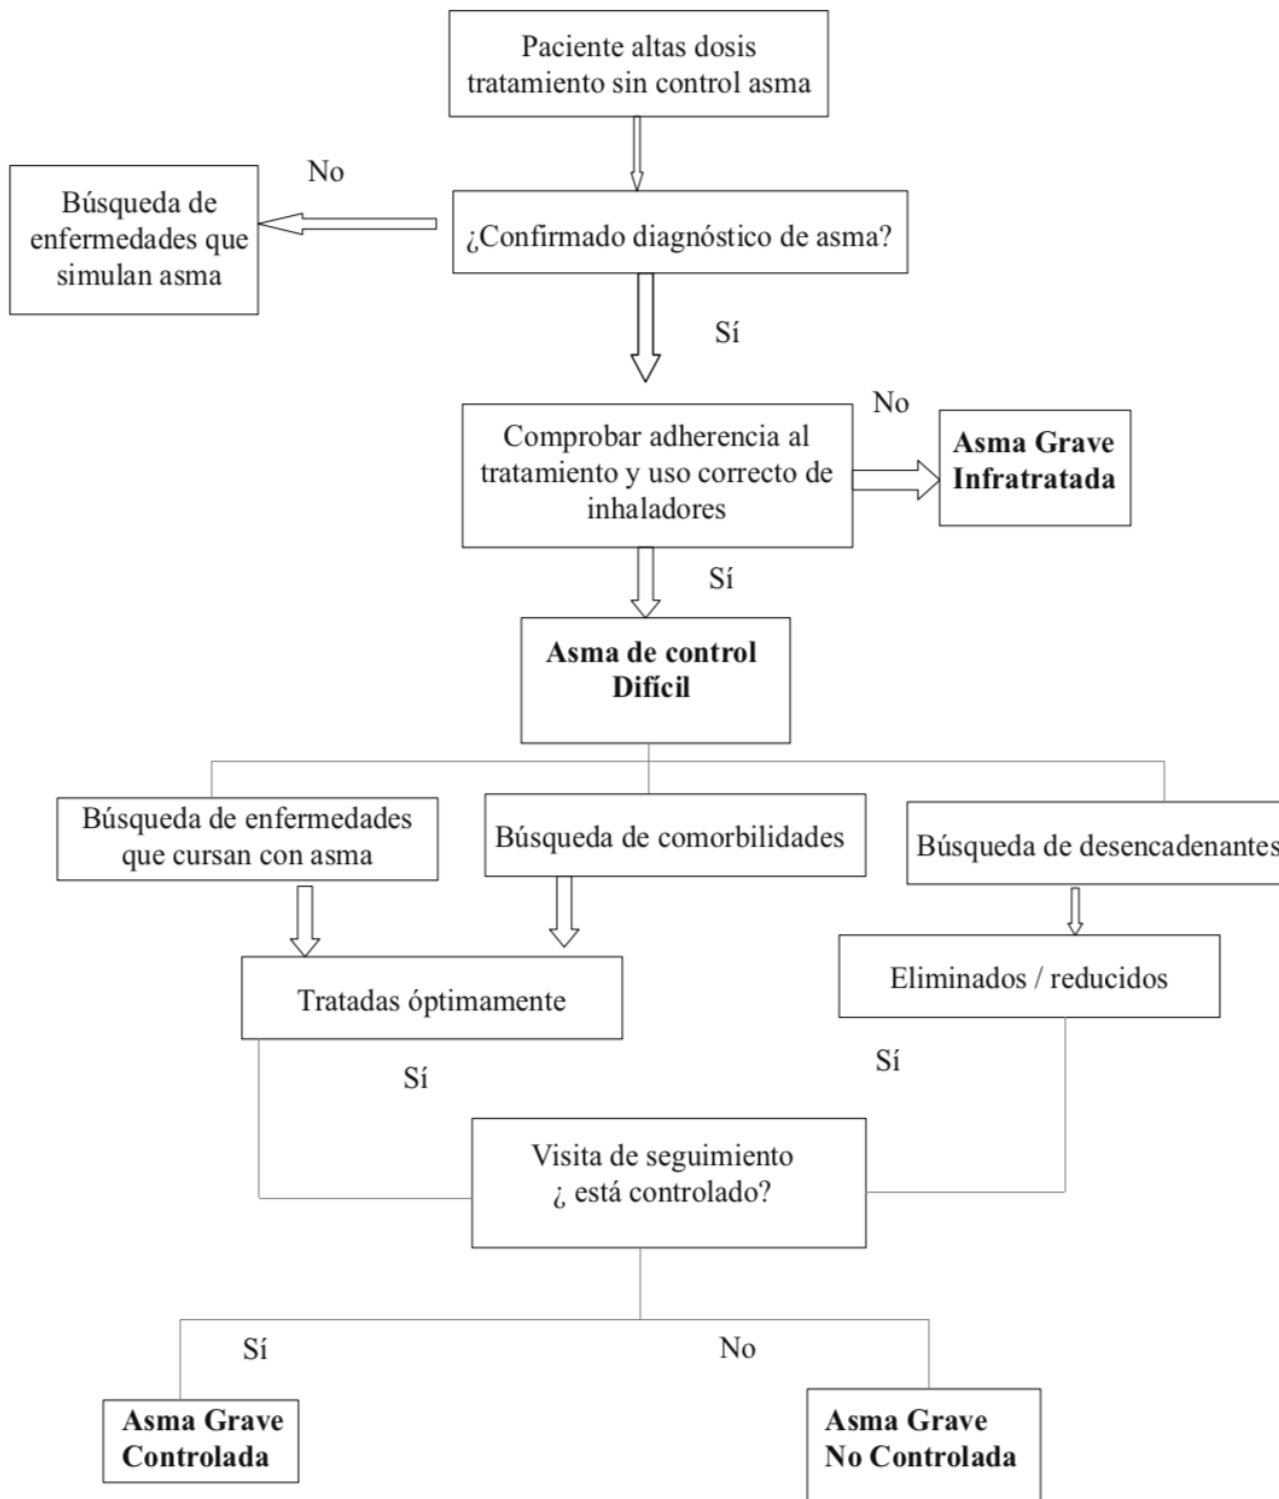 Paciente altas dosis
tratamiento sin control asma
No
Búsqueda de
enfermedades que
simulan asma
¿Confirmado diagnóstico de asma?
Sí
No
Comprobar adherencia al
tratamiento y uso correcto de
inhaladores
Asma Grave
Infratratada
Sí
Asma de control
Difícil
Búsqueda de enfermedades
que cursan con asma
Búsqueda de comorbilidades
Búsqueda de desencadenantes
Tratadas óptimamente
Eliminados / reducidos
Sí
Sí
Visita de seguimiento
¿ está controlado?
Sí
No
Asma Grave
Controlada
Asma Grave
No Controlada